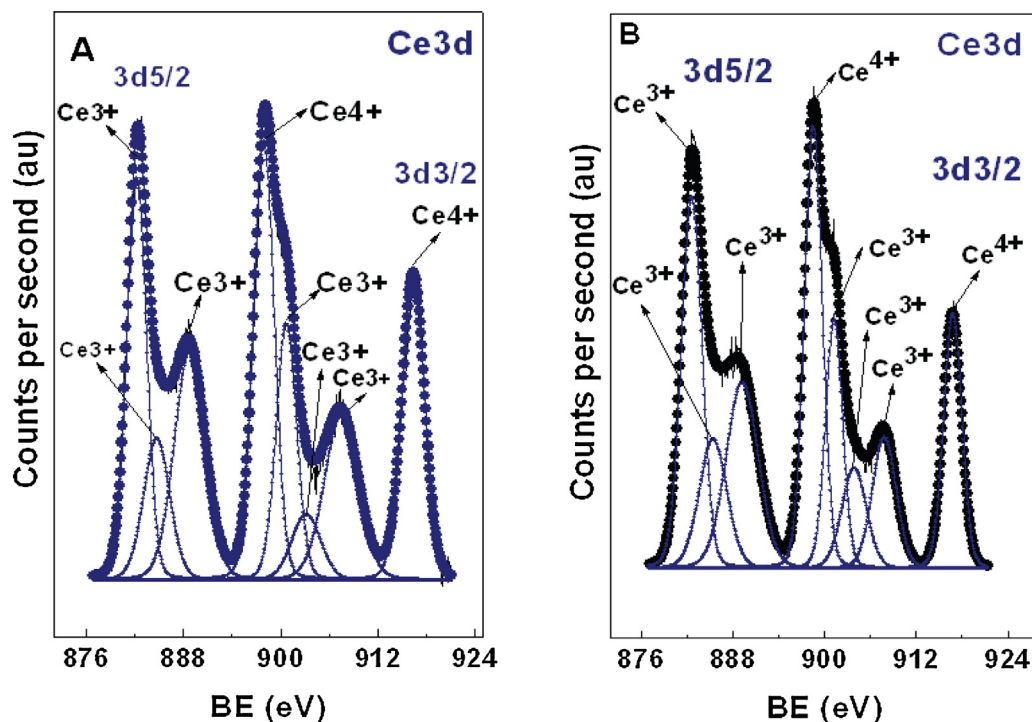 A
Ce3d
3d5/2
Ce3+
Ce4+
3d3/2
Ce4+
Ce3+
Ce3+
Ce3+
Ce3+
Ce3+
Counts per second (au)
876 888 900 912 924
BE (eV)
B
Ce3d
3d5/2
Ce4+
Ce3+
3d3/2
Ce3+
Ce3+
Ce4+
Ce3+
Ce3+
Ce3+
Counts per second (au)
876 888 900 912 924
BE (eV)